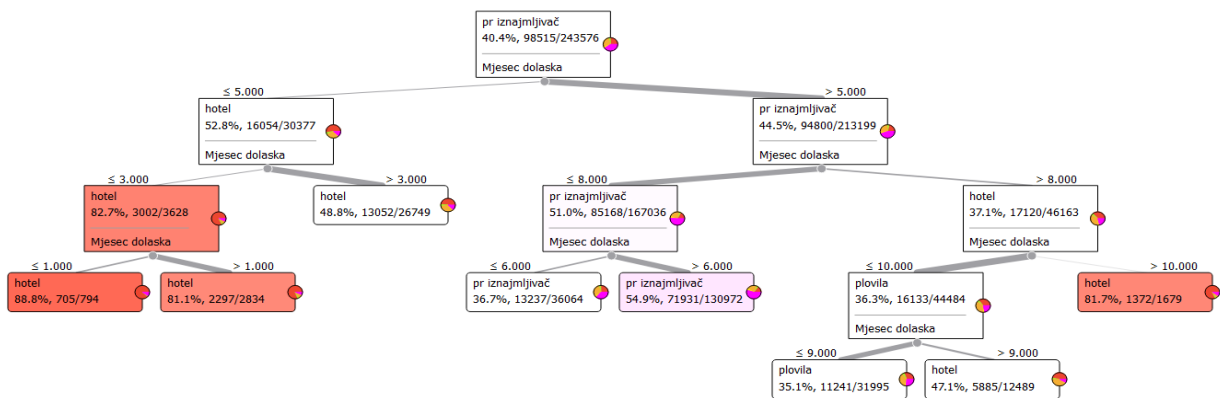 pr iznajmljivač
40.4%, 98515/243576
Mjesec dolaska
≤ 5.000
hotel
52.8%, 16054/30377
Mjesec dolaska
> 5.000
pr iznajmljivač
44.5%, 94800/213199
Mjesec dolaska
≤ 3.000
hotel
82.7%, 3002/3628
Mjesec dolaska
> 3.000
hotel
48.8%, 13052/26749
≤ 8.000
pr iznajmljivač
51.0%, 85168/167036
Mjesec dolaska
> 8.000
hotel
37.1%, 17120/46163
Mjesec dolaska
≤ 1.000
hotel
88.8%, 705/794
> 1.000
hotel
81.1%, 2297/2834
≤ 6.000
pr iznajmljivač
36.7%, 13237/36064
> 6.000
pr iznajmljivač
54.9%, 71931/130972
≤ 10.000
plovila
36.3%, 16133/44484
Mjesec dolaska
> 10.000
hotel
81.7%, 1372/1679
≤ 9.000
plovila
35.1%, 11241/31995
> 9.000
hotel
47.1%, 5885/12489